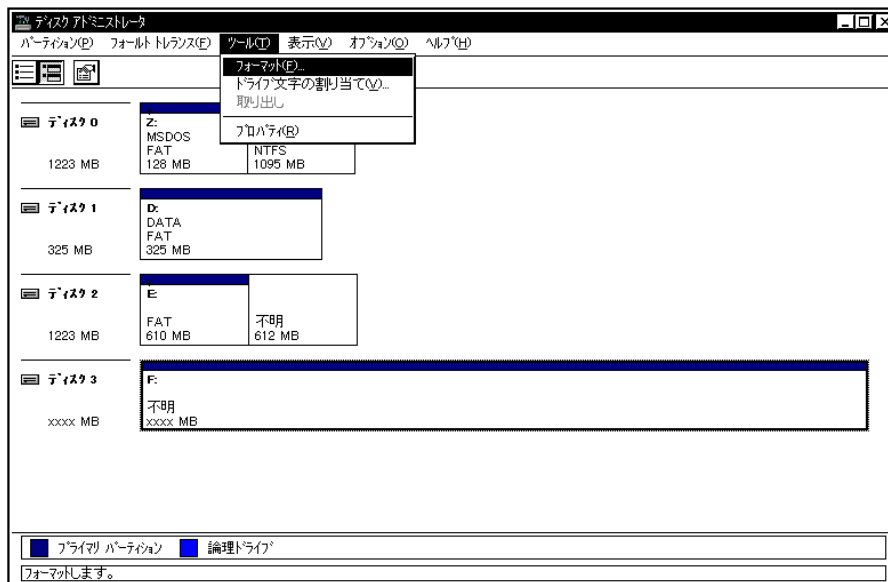 ディスク アドミニストレータ
パーティション(P) フォールト トレランス(F) ツール(T) 表示(V) オプション(O) ヘルプ(H)
フォーマット(F)...
ドライブ文字の割り当て(V)...
取り出し
プロパティ(R)
ディスク 0
1223 MB
Z:
MSDOS
FAT
128 MB
NTFS
1095 MB
ディスク 1
325 MB
D:
DATA
FAT
325 MB
ディスク 2
1223 MB
E:
FAT
610 MB
不明
612 MB
ディスク 3
xxxx MB
F:
不明
xxxx MB
プライマリ パーティション 論理ドライブ
フォーマットします。